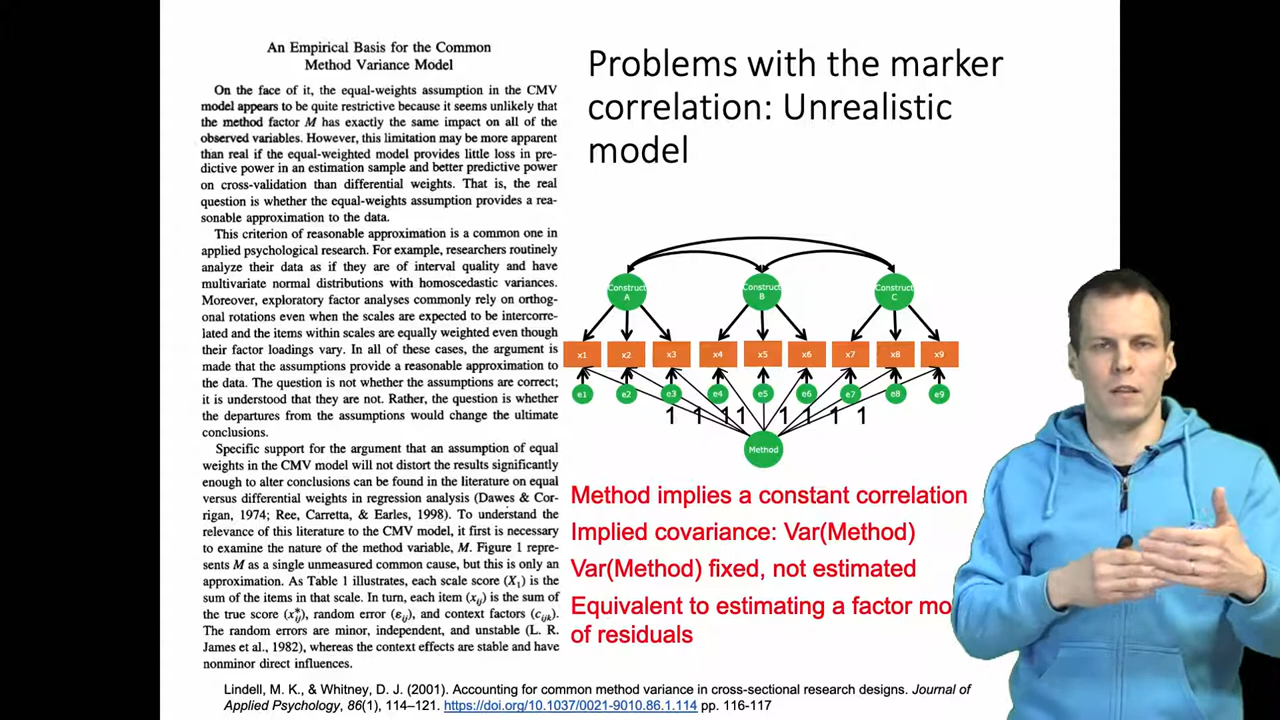 An Empirical Basis for the Common
Method Variance Model
On the face of it, the equal-weights assumption in the CMV
model appears to be quite restrictive because it seems unlikely that
the method factor M has exactly the same impact on all of the
observed variables. However, this limitation may be more apparent
than real if the equal-weighted model provides little loss in pre-
dictive power in an estimation sample and better predictive power
on cross-validation than differential weights. That is, the real
question is whether the equal-weights assumption provides a rea-
sonable approximation to the data.
This criterion of reasonable approximation is a common one in
applied psychological research. For example, researchers routinely
analyze their data as if they are of interval quality and have
multivariate normal distributions with homoscedastic variances.
Moreover, exploratory factor analyses commonly rely on orthog-
onal rotations even when the scales are expected to be intercorre-
lated and the items within scales are equally weighted even though
their factor loadings vary. In all of these cases, the argument is
made that the assumptions provide a reasonable approximation to
the data. The question is not whether the assumptions are correct;
it is understood that they are not. Rather, the question is whether
the departures from the assumptions would change the ultimate
conclusions.
Specific support for the argument that an assumption of equal
weights in the CMV model will not distort the results significantly
enough to alter conclusions can be found in the literature on equal
versus differential weights in regression analysis (Dawes & Cor-
rigan, 1974; Ree, Carretta, & Earles, 1998). To understand the
relevance of this literature to the CMV model, it first is necessary
to examine the nature of the method variable, M. Figure 1 repre-
sents M as a single unmeasured common cause, but this is only an
approximation. As Table 1 illustrates, each scale score (X₁) is the
sum of the items in that scale. In turn, each item (xᵢⱼ) is the sum of
the true score (x*ᵢⱼ), random error (εᵢⱼ), and context factors (cᵢⱼₖ).
The random errors are minor, independent, and unstable (L. R.
James et al., 1982), whereas the context effects are stable and have
nonminor direct influences.
Problems with the marker
correlation: Unrealistic
model
Construct A Construct B Construct C
x1 x2 x3 x4 x5 x6 x7 x8 x9
e1 e2 e3 e4 e5 e6 e7 e8 e9
1 1 1 1 1 1 1 1
Method
Method implies a constant correlation
Implied covariance: Var(Method)
Var(Method) fixed, not estimated
Equivalent to estimating a factor mo
of residuals
Lindell, M. K., & Whitney, D. J. (2001). Accounting for common method variance in cross-sectional research designs. Journal of
Applied Psychology, 86(1), 114–121. https://doi.org/10.1037/0021-9010.86.1.114 pp. 116-117